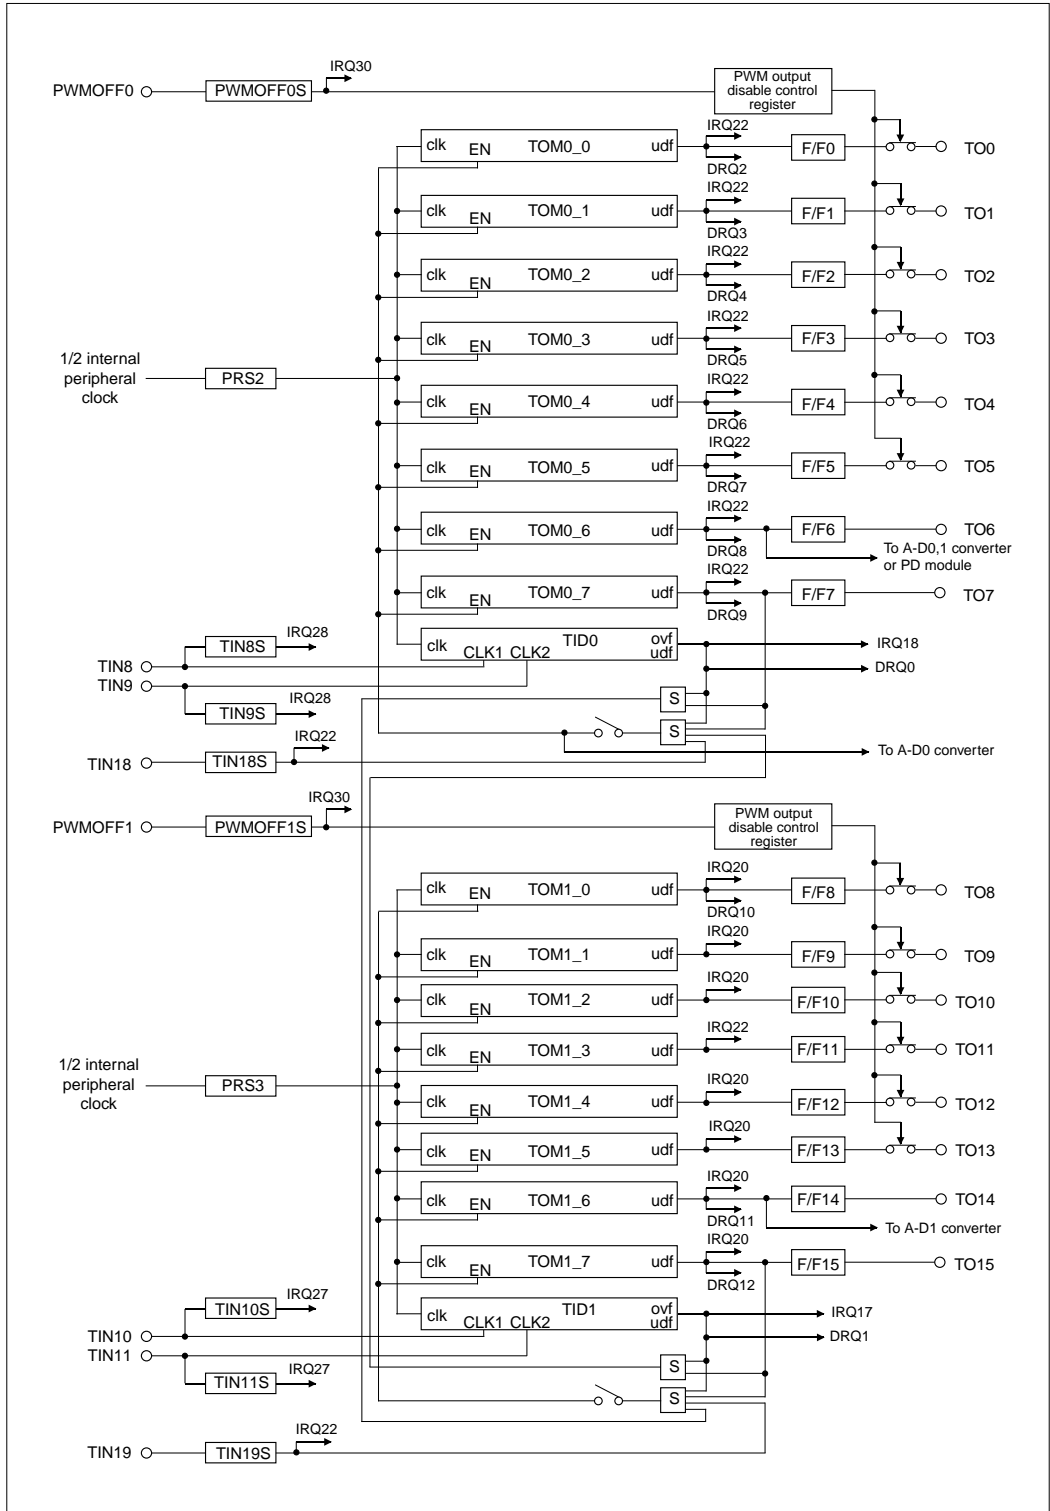 IRQ30
PWMOFF0
PWMOFF0S
PWM output
disable control
register
IRQ22
clk EN TOM0_0 udf
F/F0
TO0
DRQ2
IRQ22
clk EN TOM0_1 udf
F/F1
TO1
DRQ3
IRQ22
clk EN TOM0_2 udf
F/F2
TO2
DRQ4
IRQ22
clk EN TOM0_3 udf
F/F3
TO3
DRQ5
1/2 internal
peripheral
clock
PRS2
IRQ22
clk EN TOM0_4 udf
F/F4
TO4
DRQ6
IRQ22
clk EN TOM0_5 udf
F/F5
TO5
DRQ7
IRQ22
clk EN TOM0_6 udf
F/F6
TO6
DRQ8
To A-D0,1 converter
or PD module
IRQ22
clk EN TOM0_7 udf
F/F7
TO7
DRQ9
clk CLK1 CLK2 TID0 ovf
udf
IRQ18
DRQ0
IRQ28
TIN8S
TIN8
TIN9
TIN9S
IRQ28
S
S
To A-D0 converter
IRQ22
TIN18
TIN18S
IRQ30
PWMOFF1
PWMOFF1S
PWM output
disable control
register
IRQ20
clk EN TOM1_0 udf
F/F8
TO8
DRQ10
IRQ20
clk EN TOM1_1 udf
F/F9
TO9
IRQ20
clk EN TOM1_2 udf
F/F10
TO10
IRQ22
clk EN TOM1_3 udf
F/F11
TO11
1/2 internal
peripheral
clock
PRS3
IRQ20
clk EN TOM1_4 udf
F/F12
TO12
IRQ20
clk EN TOM1_5 udf
F/F13
TO13
IRQ20
clk EN TOM1_6 udf
F/F14
TO14
DRQ11
To A-D1 converter
IRQ20
clk EN TOM1_7 udf
F/F15
TO15
DRQ12
clk CLK1 CLK2 TID1 ovf
udf
IRQ17
DRQ1
IRQ27
TIN10S
TIN10
TIN11
TIN11S
IRQ27
S
S
IRQ22
TIN19
TIN19S